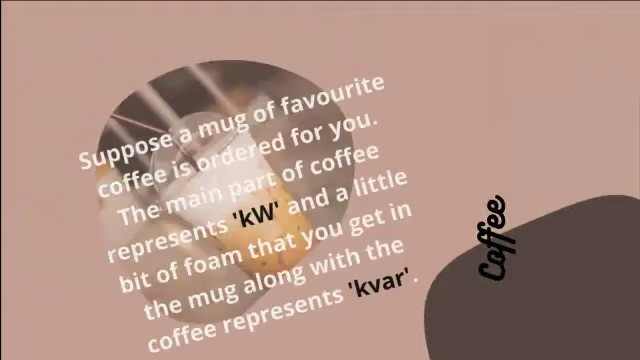 Suppose a mug of favourite
coffee is ordered for you.
The main part of coffee
represents 'kW' and a little
bit of foam that you get in
the mug along with the
coffee represents 'kvar'.
Coffee